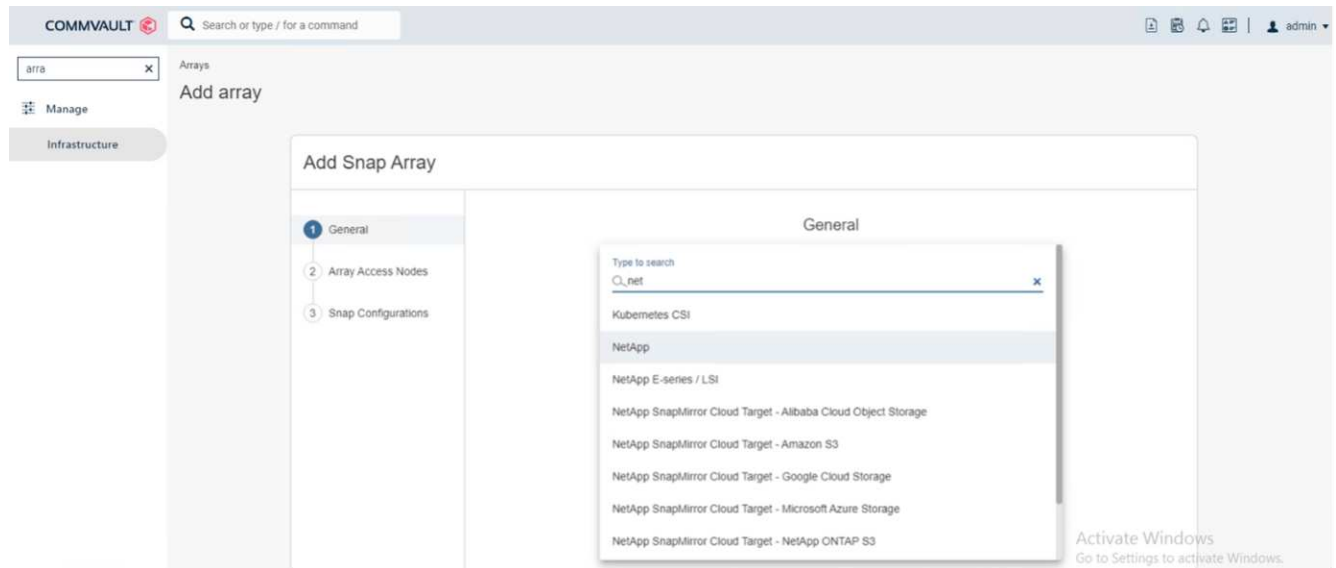 COMMVAULT
Search or type / for a command
admin
arra
Manage
Infrastructure
Arrays
Add array
Add Snap Array
1 General
2 Array Access Nodes
3 Snap Configurations
General
Type to search
net
Kubernetes CSI
NetApp
NetApp E-series / LSI
NetApp SnapMirror Cloud Target - Alibaba Cloud Object Storage
NetApp SnapMirror Cloud Target - Amazon S3
NetApp SnapMirror Cloud Target - Google Cloud Storage
NetApp SnapMirror Cloud Target - Microsoft Azure Storage
NetApp SnapMirror Cloud Target - NetApp ONTAP S3
Activate Windows
Go to Settings to activate Windows.